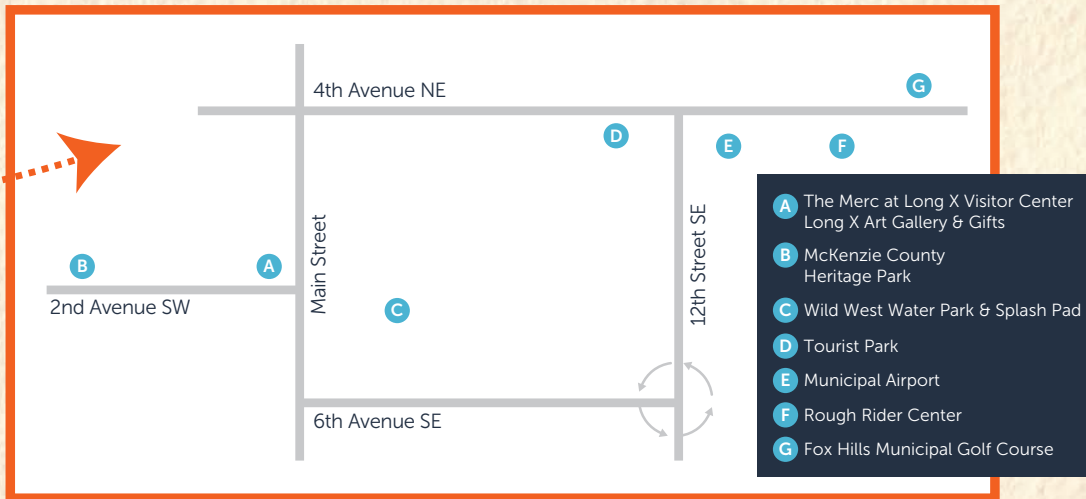 4th Avenue NE
G
D
E
F
Main Street
12th Street SE
B
A
2nd Avenue SW
C
6th Avenue SE
A The Merc at Long X Visitor Center
Long X Art Gallery & Gifts
B McKenzie County
Heritage Park
C Wild West Water Park & Splash Pad
D Tourist Park
E Municipal Airport
F Rough Rider Center
G Fox Hills Municipal Golf Course